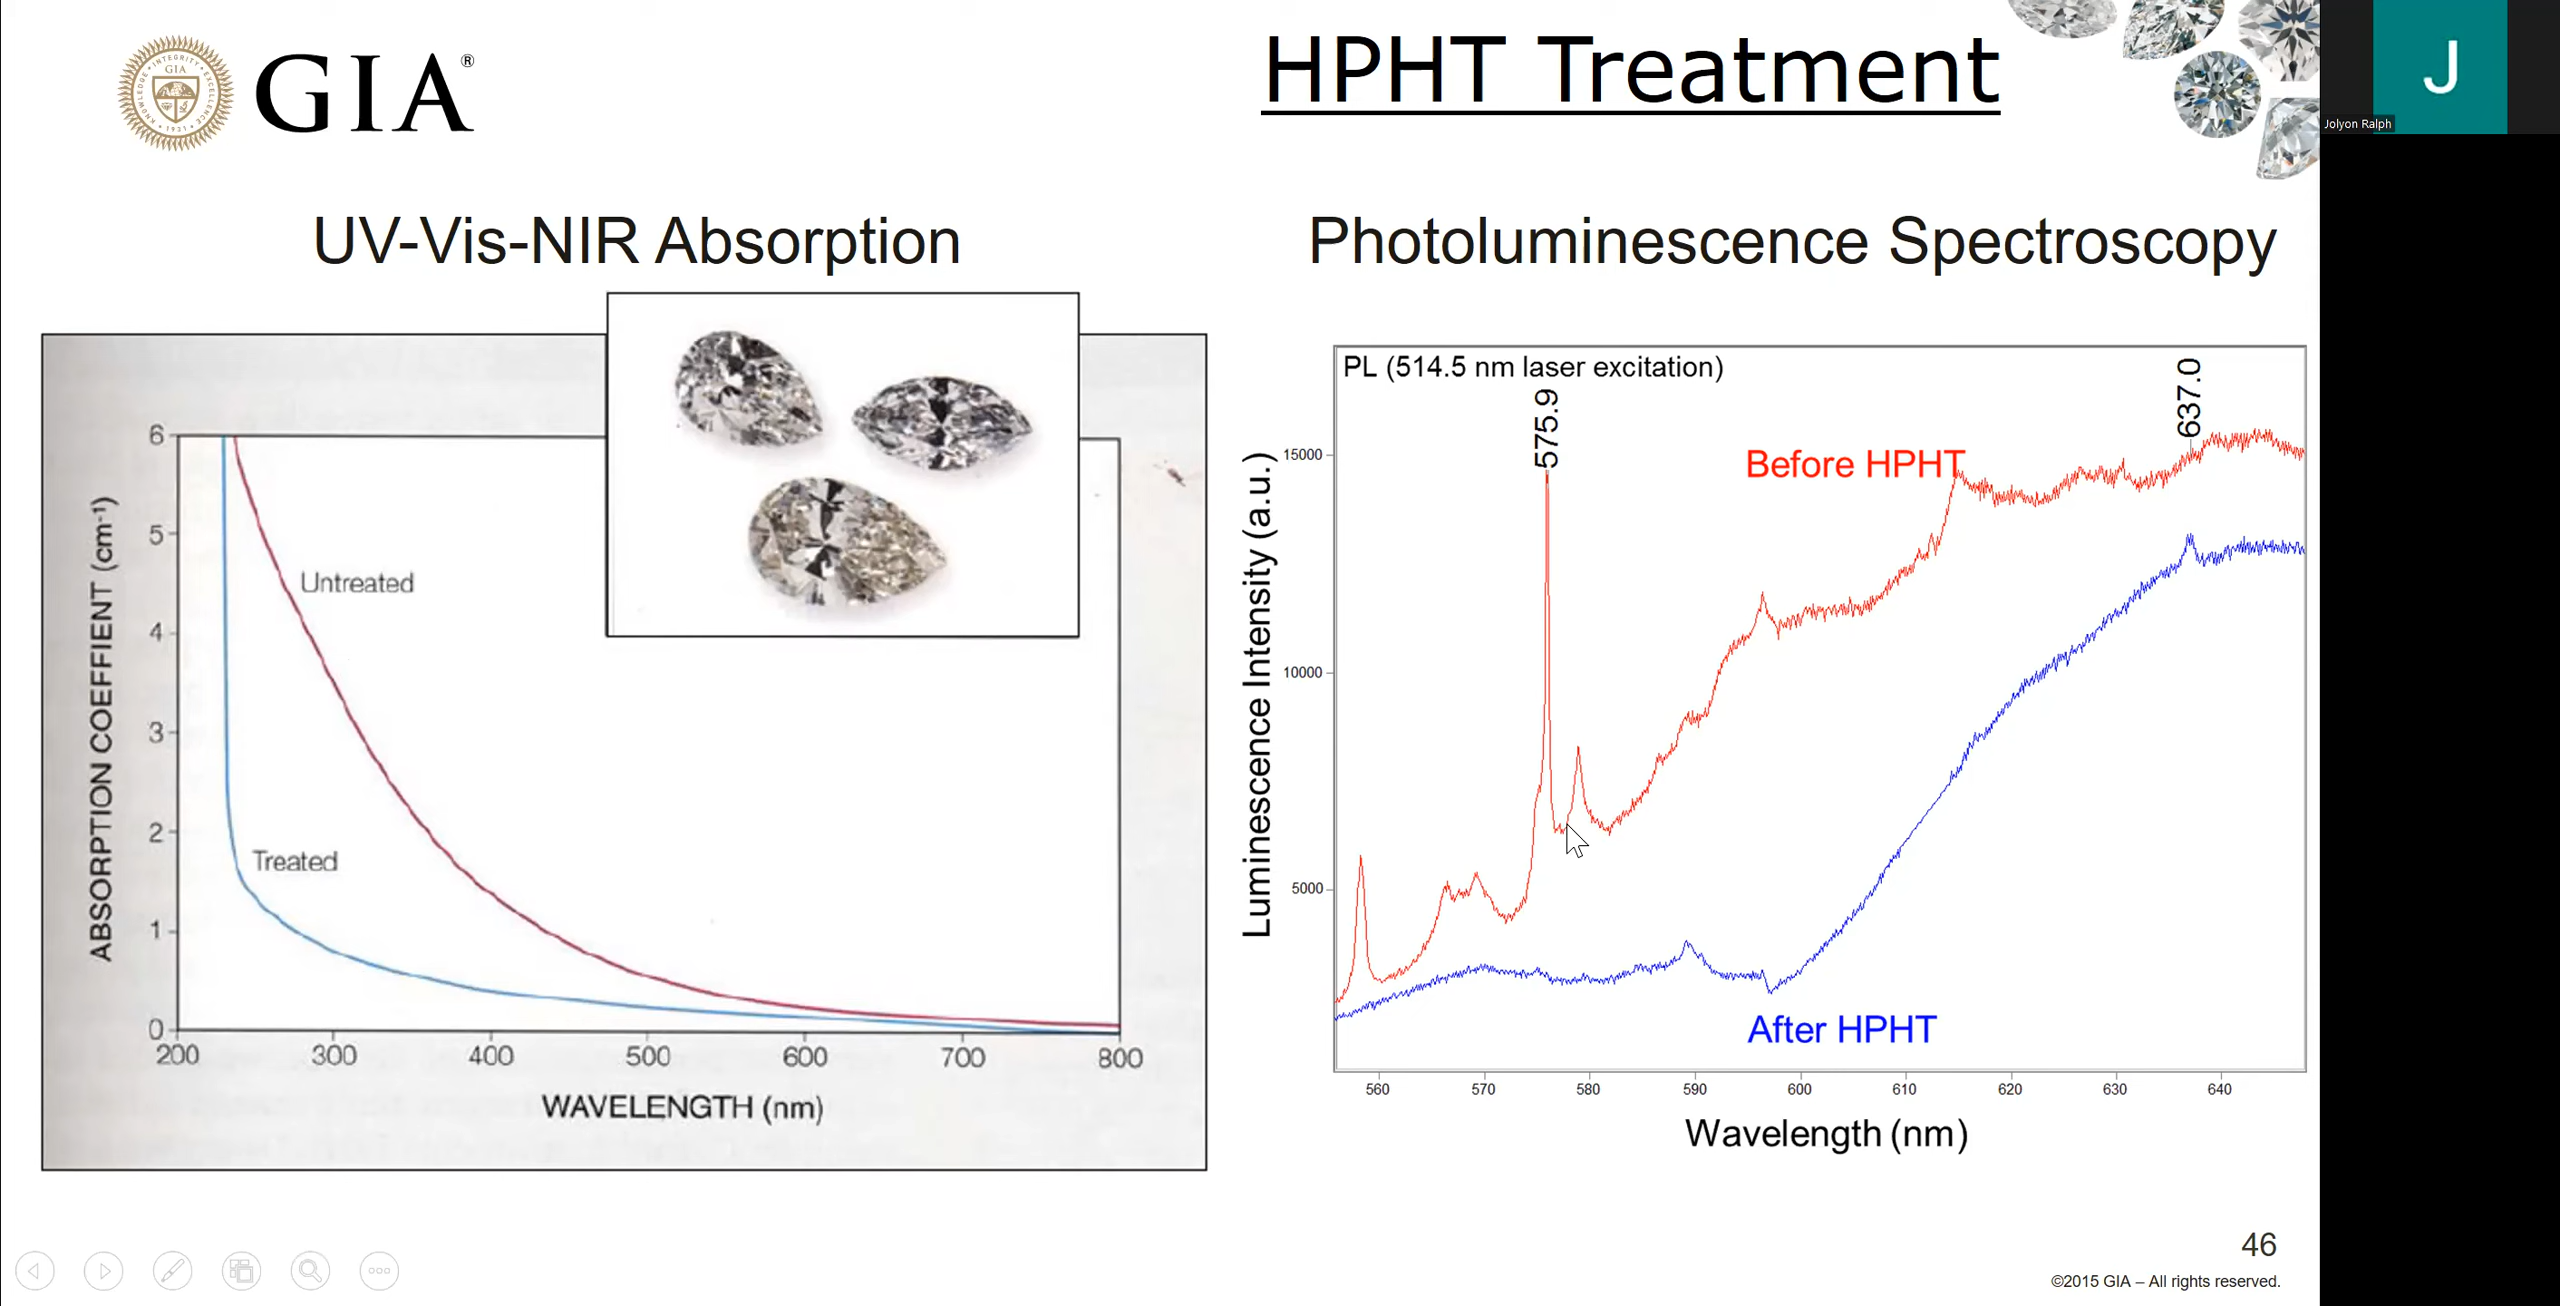 GIA®
HPHT Treatment
J
Jolyon Ralph
UV-Vis-NIR Absorption
Photoluminescence Spectroscopy
ABSORPTION COEFFIENT (cm-1)
6
5
4
3
2
1
0
Untreated
Treated
200 300 400 500 600 700 800
WAVELENGTH (nm)
PL (514.5 nm laser excitation)
575.9
637.0
Before HPHT
After HPHT
Luminescence Intensity (a.u.)
15000
10000
5000
560 570 580 590 600 610 620 630 640
Wavelength (nm)
46
©2015 GIA – All rights reserved.